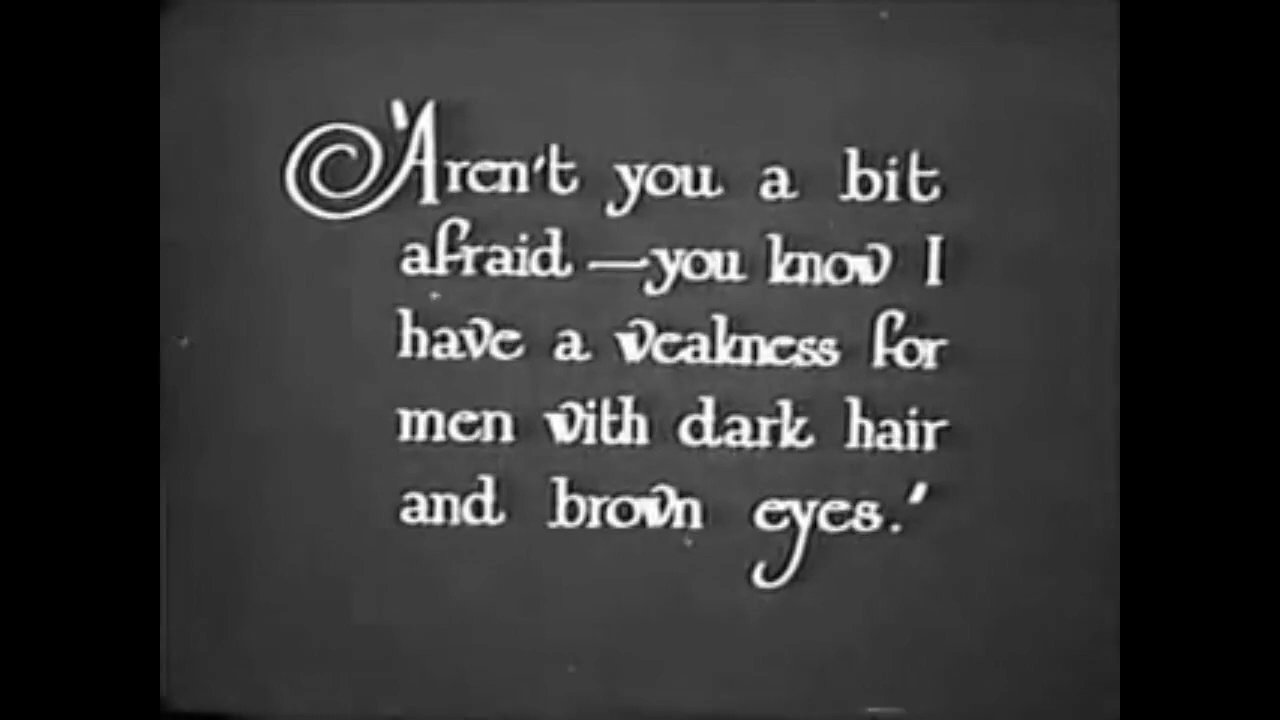 'Aren't you a bit
afraid—you know I
have a weakness for
men with dark hair
and brown eyes.'